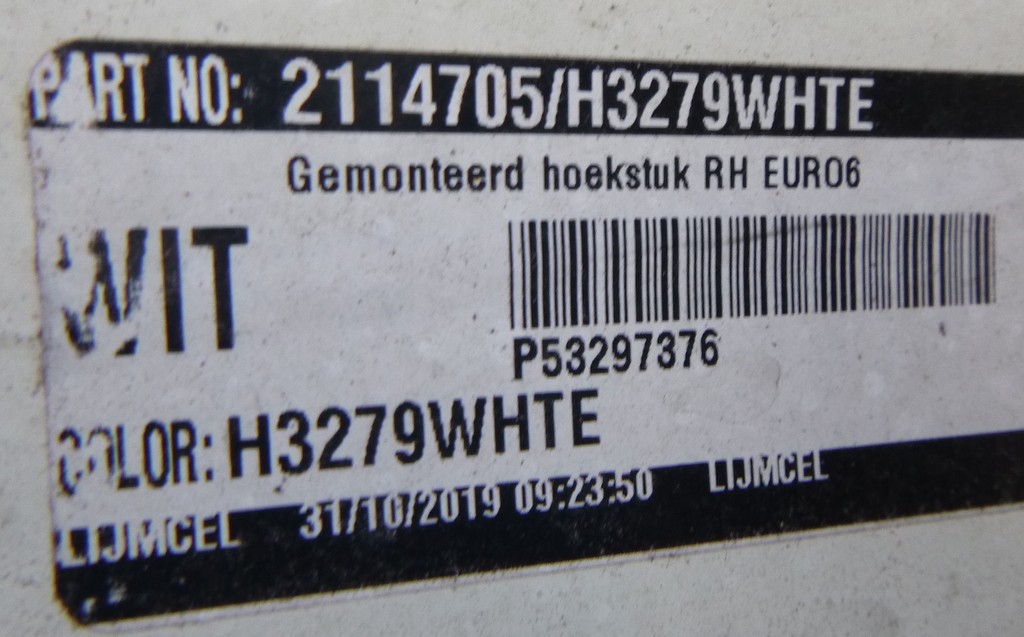 PART NO: 2114705/H3279WHTE
Gemonteerd hoekstuk RH EURO6
WIT
P53297376
COLOR: H3279WHTE
LIJMCEL 31/10/2019 09:23:50 LIJMCEL